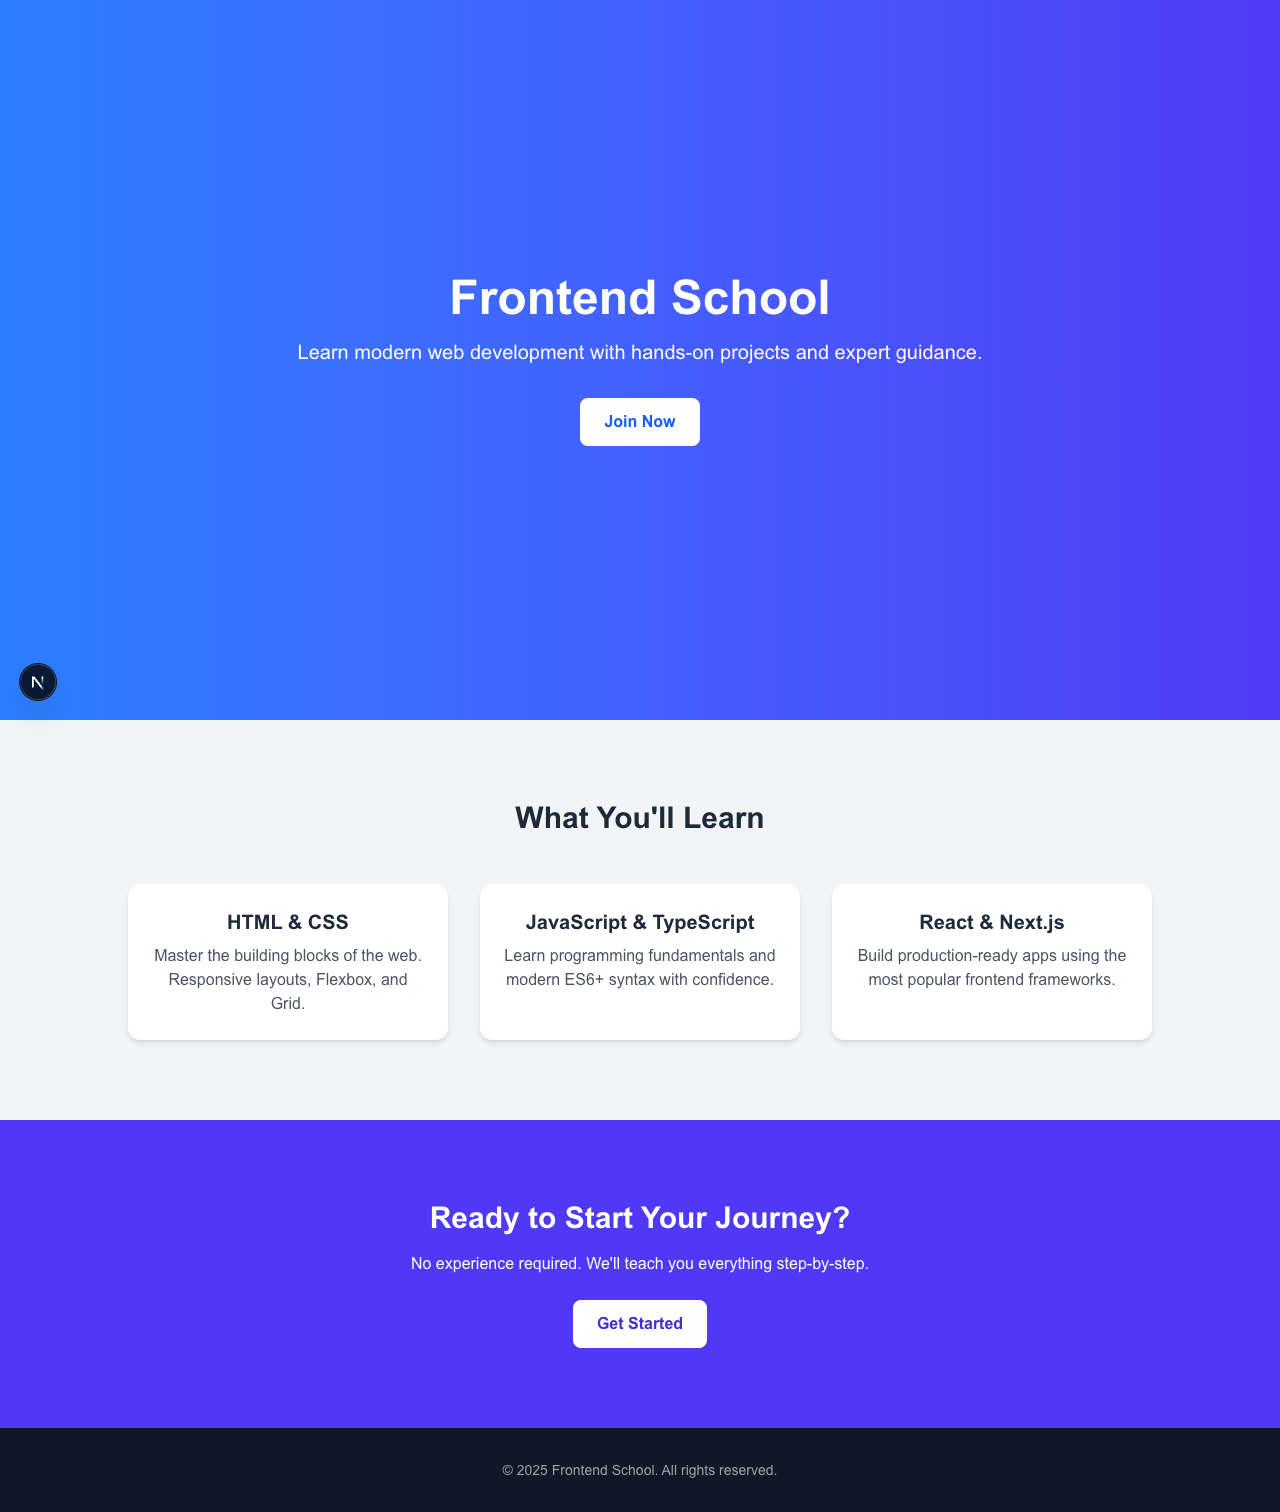 Frontend School
Learn modern web development with hands-on projects and expert guidance.
Join Now
N
What You'll Learn
HTML & CSS
Master the building blocks of the web.
Responsive layouts, Flexbox, and
Grid.
JavaScript & TypeScript
Learn programming fundamentals and
modern ES6+ syntax with confidence.
React & Next.js
Build production-ready apps using the
most popular frontend frameworks.
Ready to Start Your Journey?
No experience required. We'll teach you everything step-by-step.
Get Started
© 2025 Frontend School. All rights reserved.